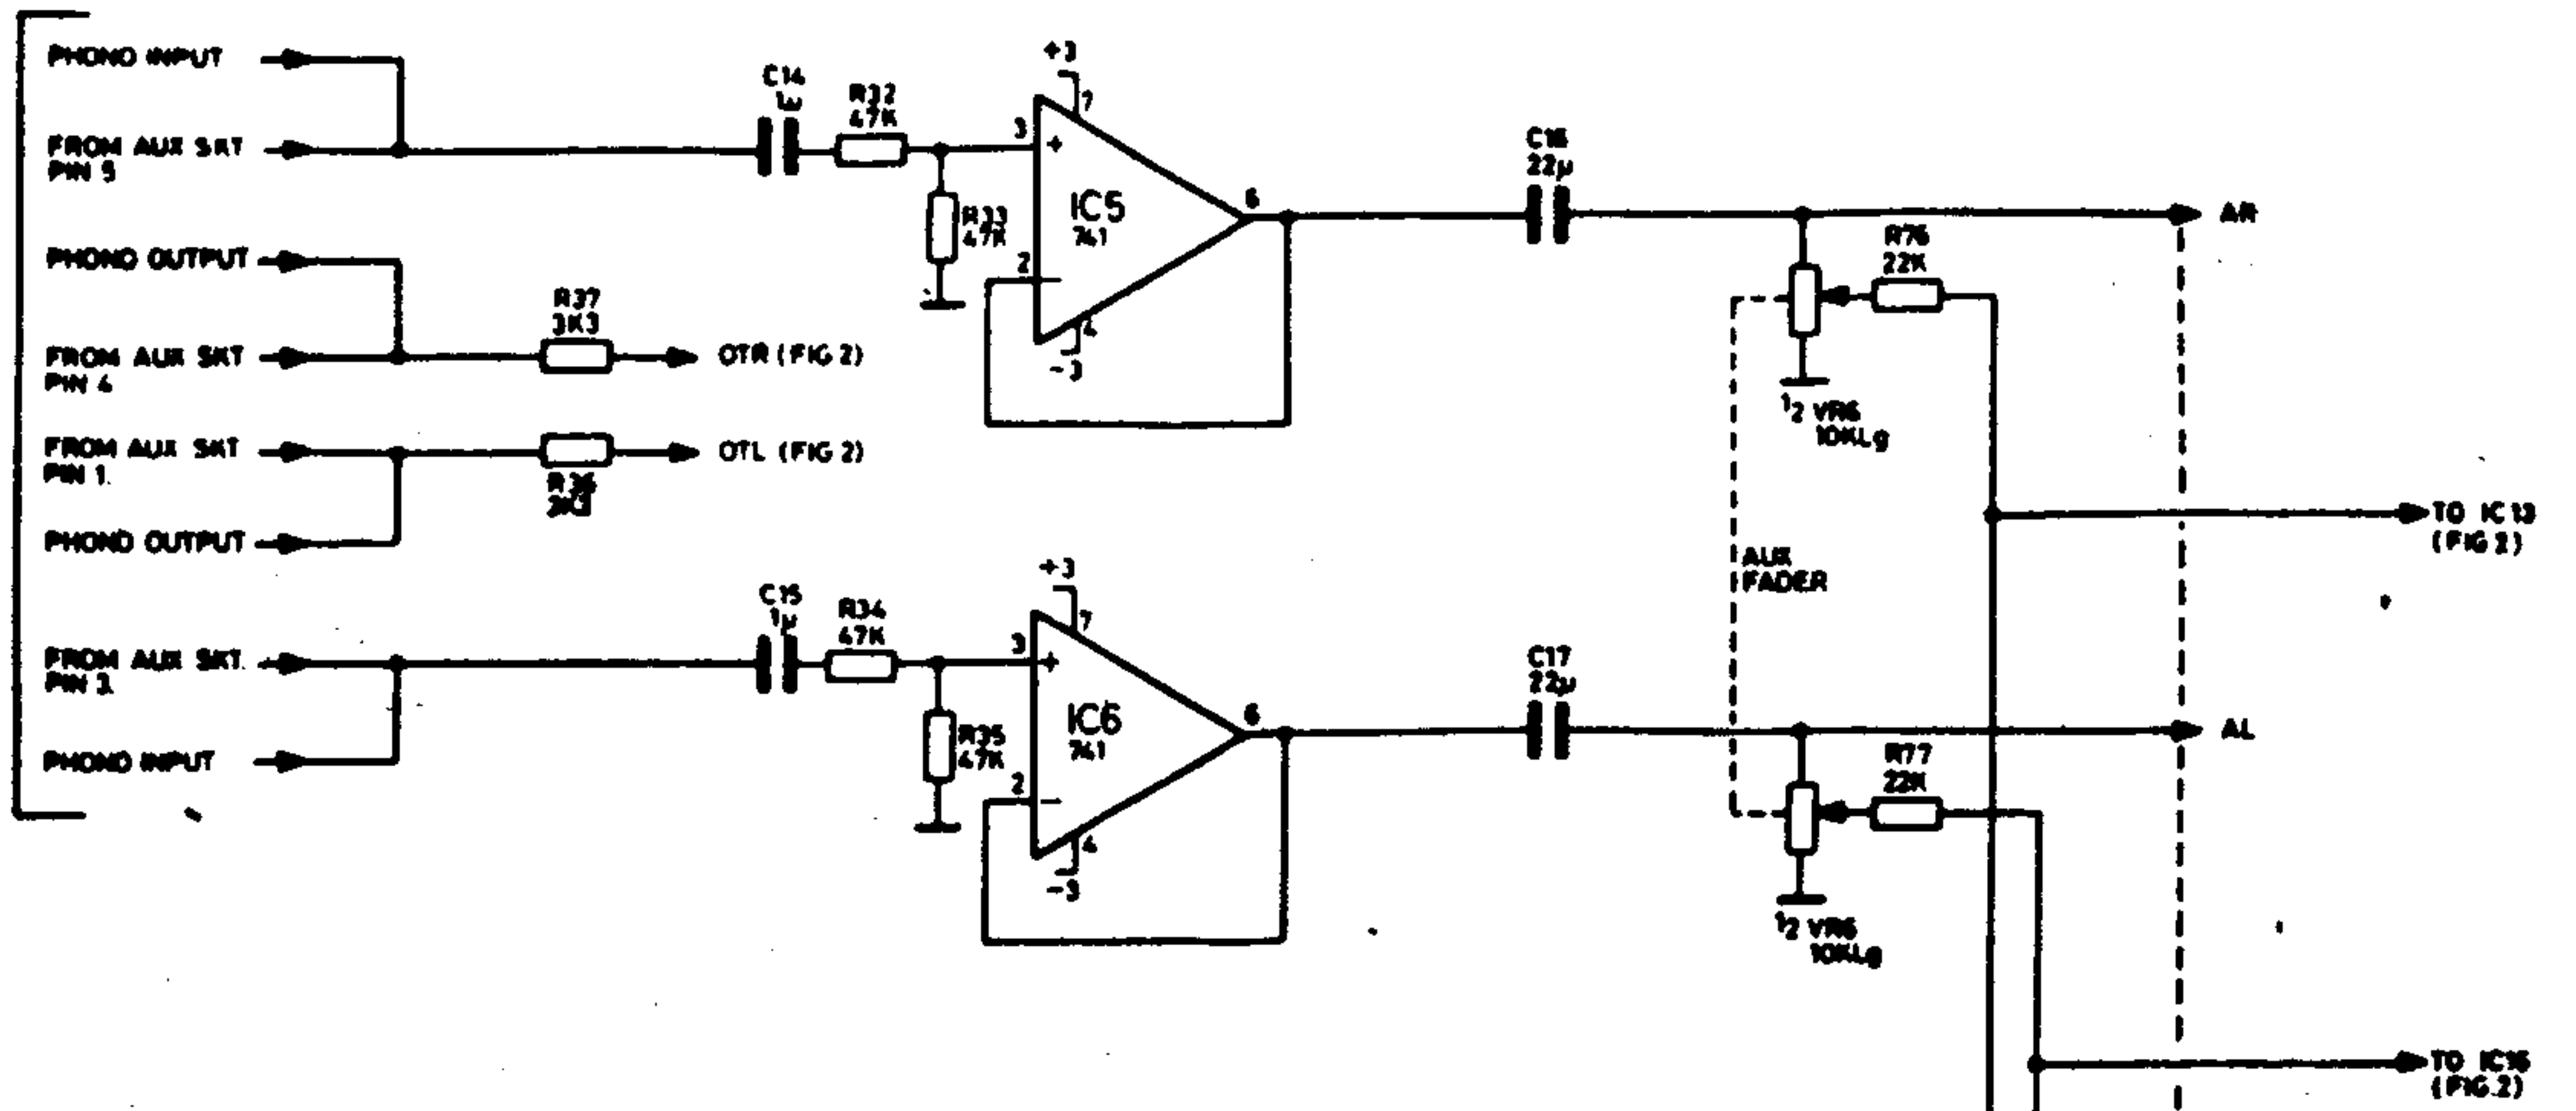 PHONO INPUT
FROM AUX SKT
PIN 5
PHONO OUTPUT
FROM AUX SKT
PIN 4
FROM AUX SKT
PIN 1
PHONO OUTPUT
FROM AUX SKT
PIN 3
PHONO INPUT
C14
1µ
R32
47K
R33
47K
+3
7
3
+
IC5
741
6
2
-
4
-3
R37
3K3
OTR (FIG 2)
OTL (FIG 2)
R36
C15
1µ
R34
47K
R35
47K
+3
7
3
+
IC6
741
6
2
-
4
-3
C16
22µ
AR
R76
22K
1/2 VR6
10KLg
TO IC13
(FIG 2)
AUX
FADER
C17
22µ
AL
R77
22K
1/2 VR6
10KLg
(FIG.2)